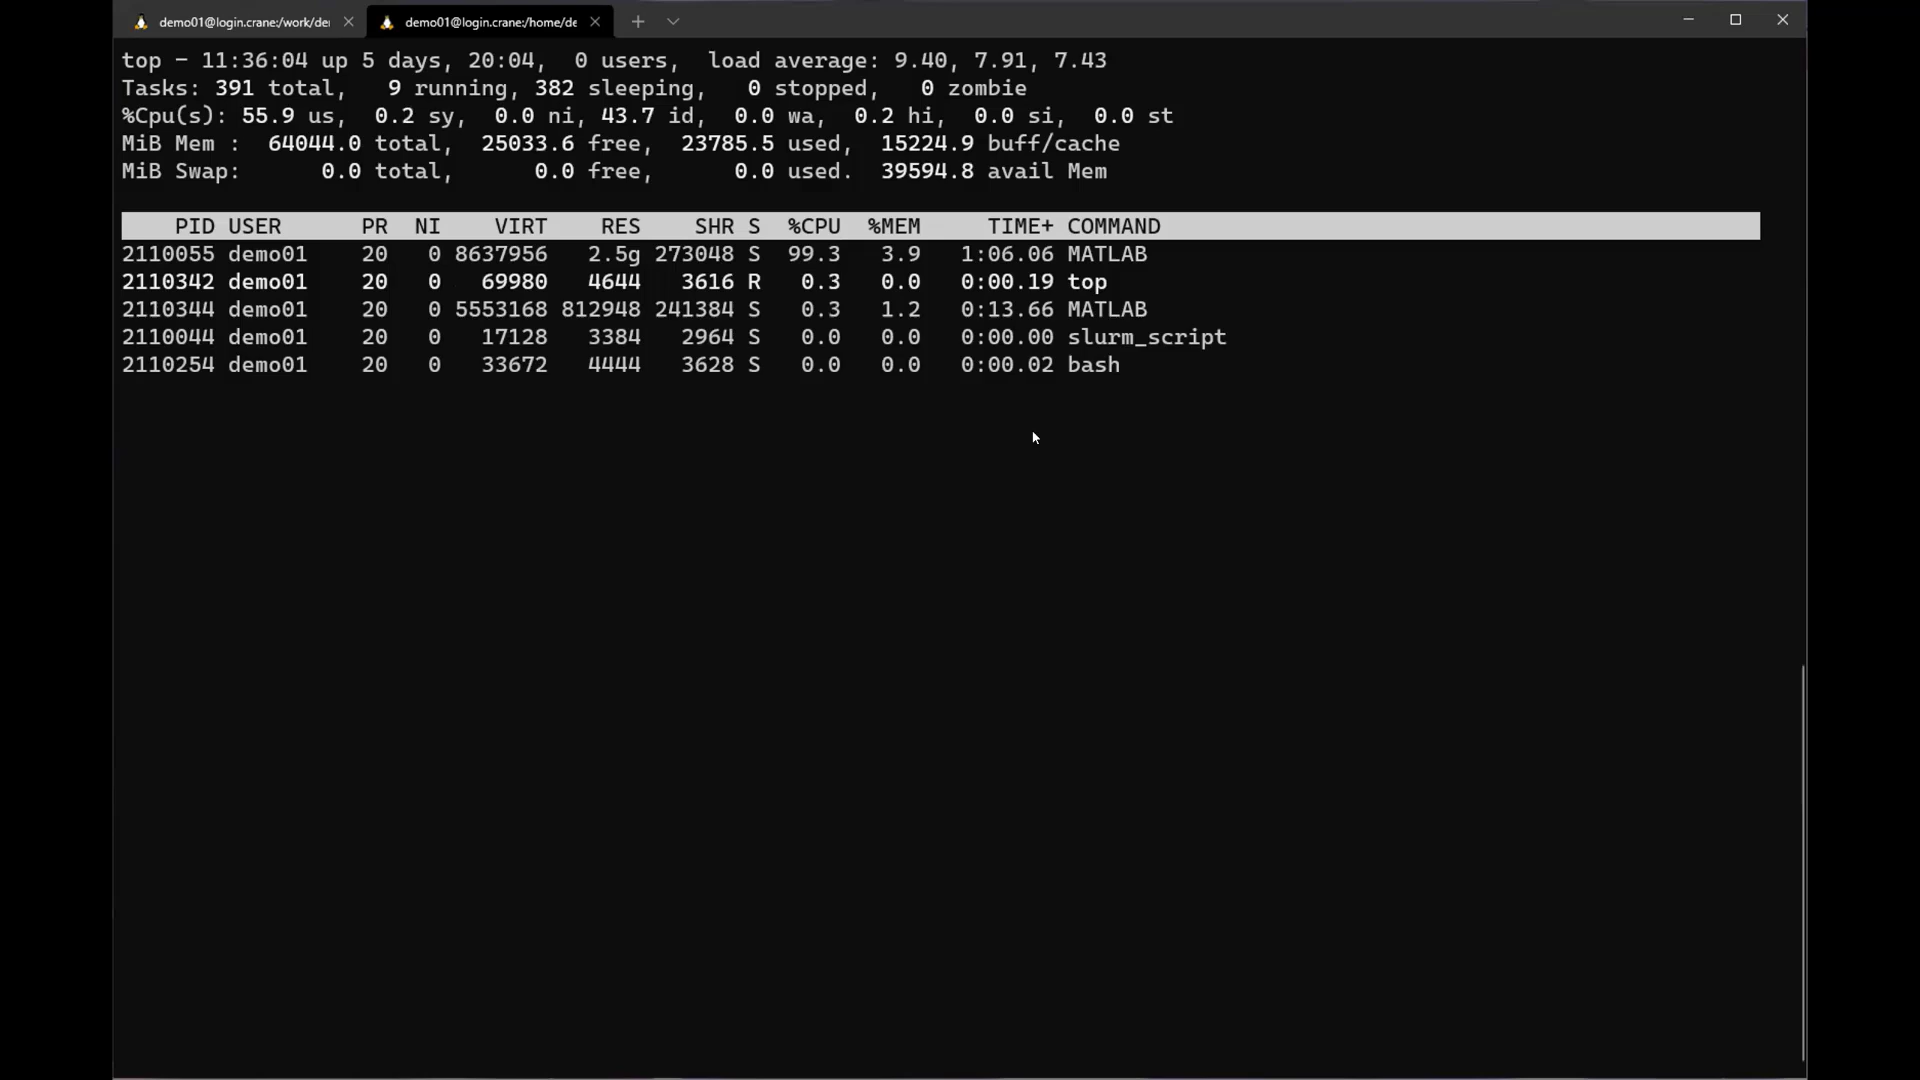 demo01@login.crane:/work/der
demo01@login.crane:/home/de
top - 11:36:04 up 5 days, 20:04,  0 users,  load average: 9.40, 7.91, 7.43
Tasks: 391 total,   9 running, 382 sleeping,   0 stopped,   0 zombie
%Cpu(s): 55.9 us,  0.2 sy,  0.0 ni, 43.7 id,  0.0 wa,  0.2 hi,  0.0 si,  0.0 st
MiB Mem :  64044.0 total,  25033.6 free,  23785.5 used,  15224.9 buff/cache
MiB Swap:      0.0 total,      0.0 free,      0.0 used.  39594.8 avail Mem
PID USER      PR  NI    VIRT    RES    SHR S  %CPU  %MEM     TIME+ COMMAND
2110055 demo01    20   0 8637956   2.5g 273048 S  99.3   3.9   1:06.06 MATLAB
2110342 demo01    20   0   69980   4644   3616 R   0.3   0.0   0:00.19 top
2110344 demo01    20   0 5553168 812948 241384 S   0.3   1.2   0:13.66 MATLAB
2110044 demo01    20   0   17128   3384   2964 S   0.0   0.0   0:00.00 slurm_script
2110254 demo01    20   0   33672   4444   3628 S   0.0   0.0   0:00.02 bash